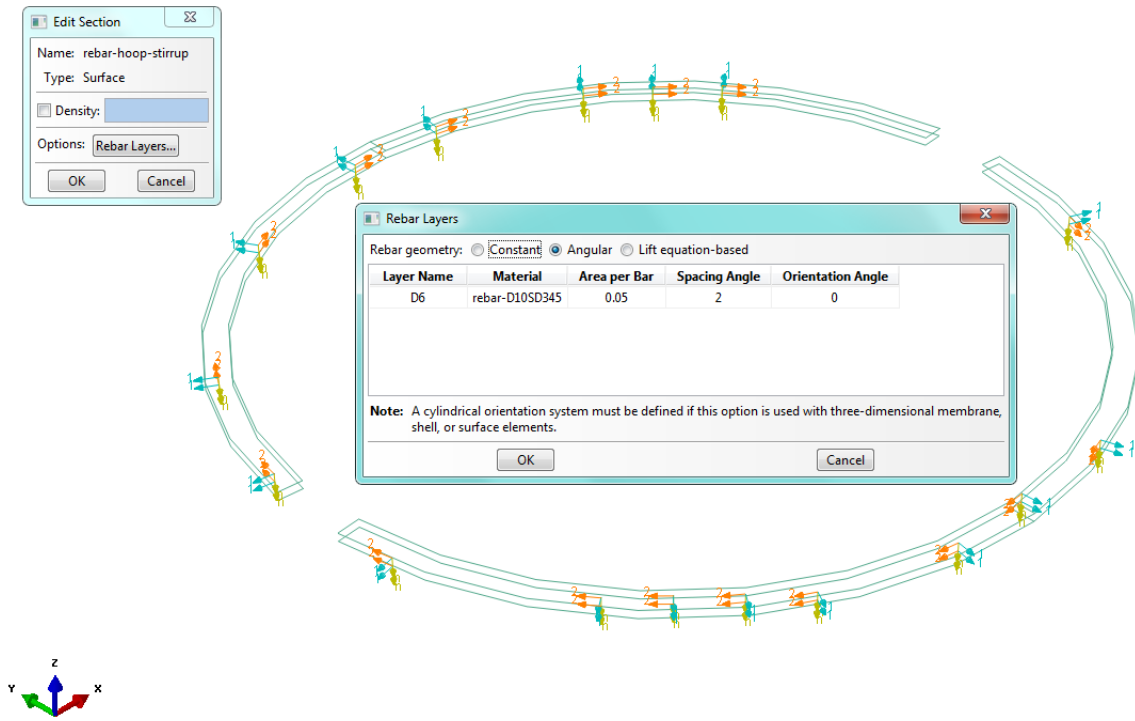 Edit Section
Name: rebar-hoop-stirrup
Type: Surface
Density:
Options: Rebar Layers...
OK Cancel
Rebar Layers
Rebar geometry: Constant Angular Lift equation-based
Layer Name Material Area per Bar Spacing Angle Orientation Angle
D6 rebar-D10SD345 0.05 2 0
Note: A cylindrical orientation system must be defined if this option is used with three-dimensional membrane,
shell, or surface elements.
OK Cancel
Z
Y X